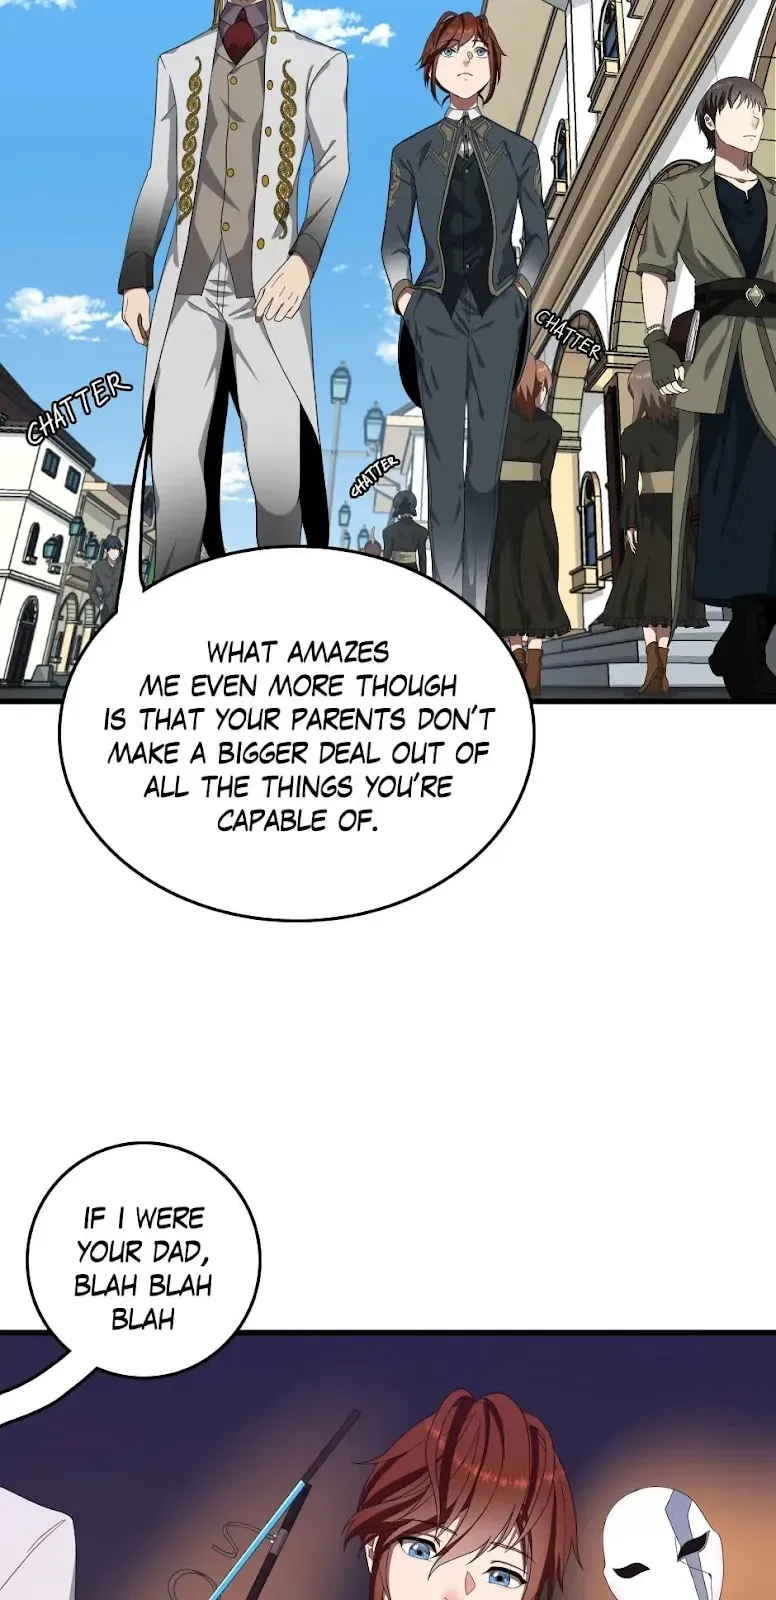 CHATTER
CHATTER
CHATTER
WHAT AMAZES
ME EVEN MORE THOUGH
IS THAT YOUR PARENTS DON'T
MAKE A BIGGER DEAL OUT OF
ALL THE THINGS YOU'RE
CAPABLE OF.
IF I WERE
YOUR DAD,
BLAH BLAH
BLAH